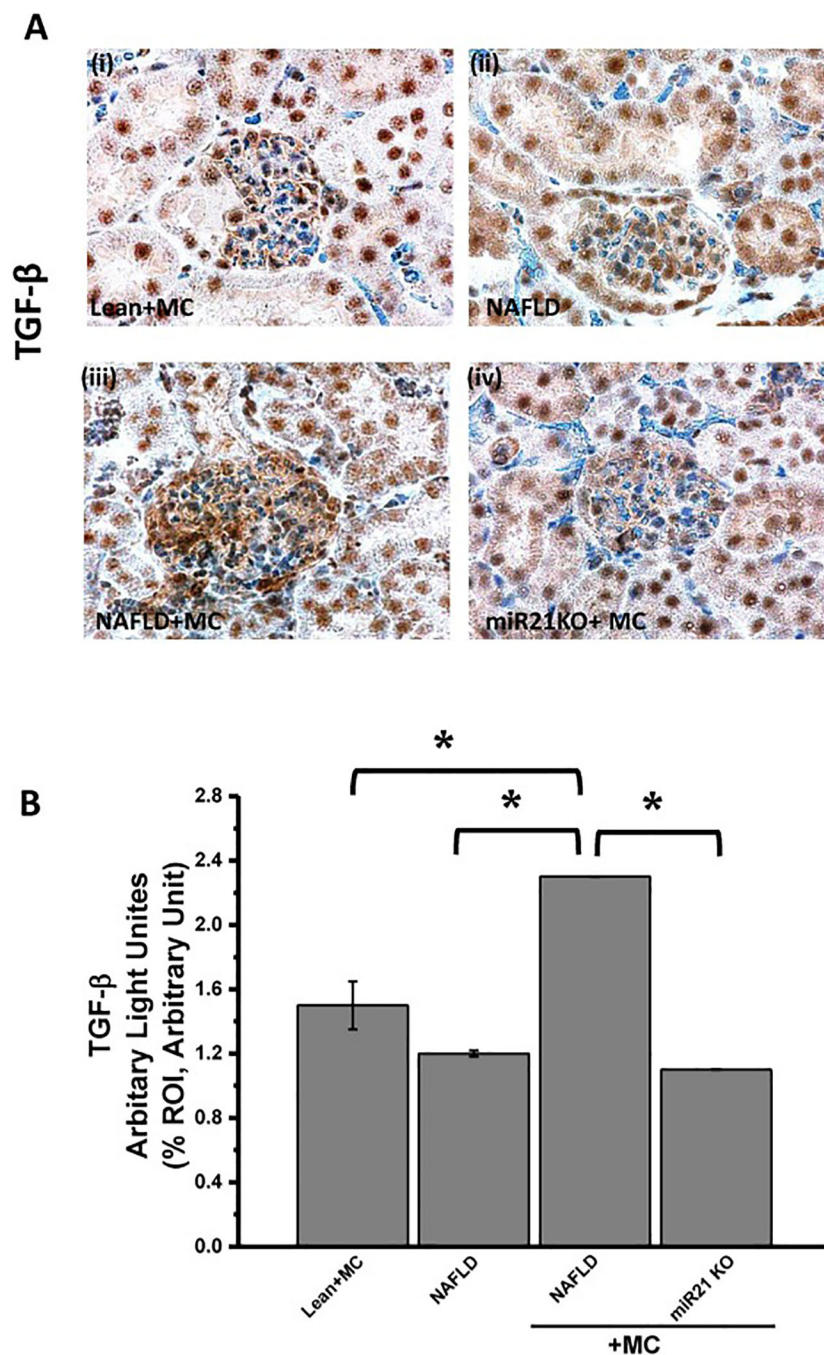 A
TGF-β
(i)
Lean+MC
(ii)
NAFLD
(iii)
NAFLD+MC
(iv)
miR21KO+ MC
B
*
*
*
TGF-β
Arbitary Light Unites
(% ROI, Arbitrary Unit)
2.8
2.4
2.0
1.6
1.2
0.8
0.4
0.0
Lean+MC
NAFLD
NAFLD
miR21 KO
+MC